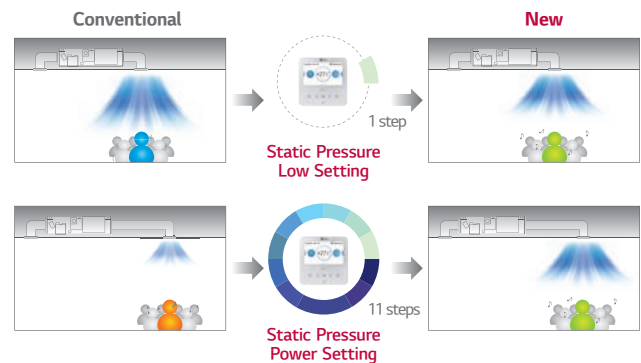 Conventional
New
1 step
Static Pressure
Low Setting
11 steps
Static Pressure
Power Setting